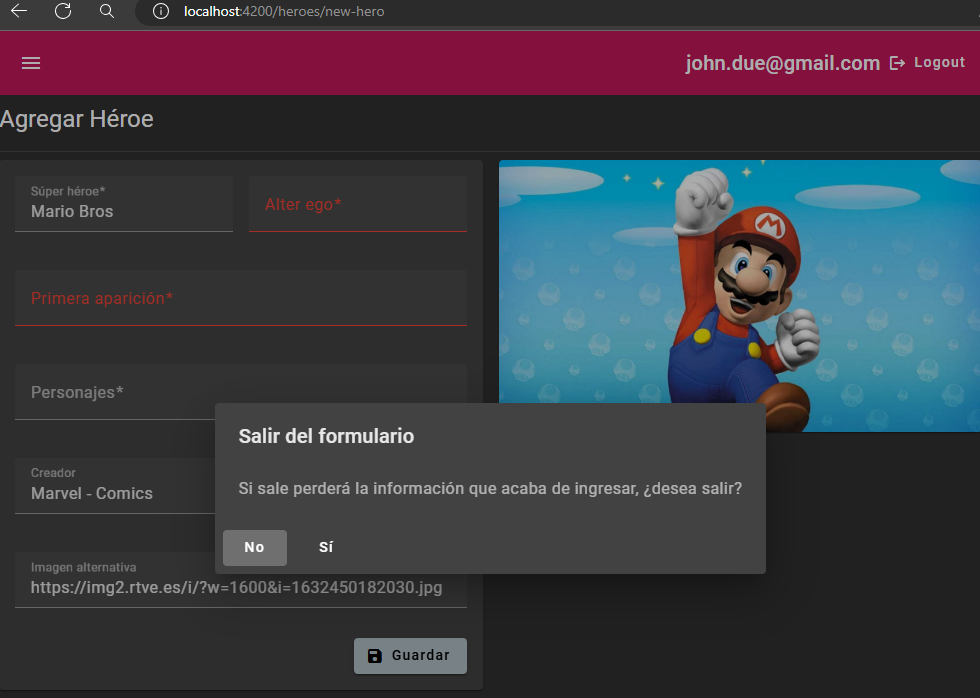 localhost:4200/heroes/new-hero
john.due@gmail.com Logout
Agregar Héroe
Súper héroe*
Mario Bros
Alter ego*
Primera aparición*
Personajes*
Creador
Marvel - Comics
Salir del formulario
Si sale perderá la información que acaba de ingresar, ¿desea salir?
No Sí
Imagen alternativa
https://img2.rtve.es/i/?w=1600&i=1632450182030.jpg
Guardar
M